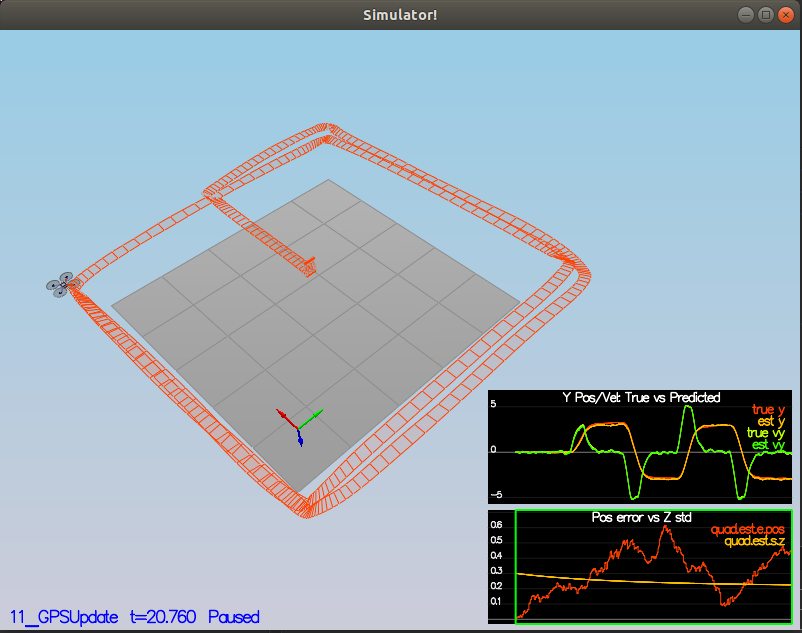 Simulator!
Y Pos/Vel: True vs Predicted
5
true y
est y
true vy
est vy
0
-5
Pos error vs Z std
0.6
quad.est.e.pos
0.5
quad.est.s.z
0.4
0.3
0.2
0.1
11_GPSUpdate t=20.760 Paused